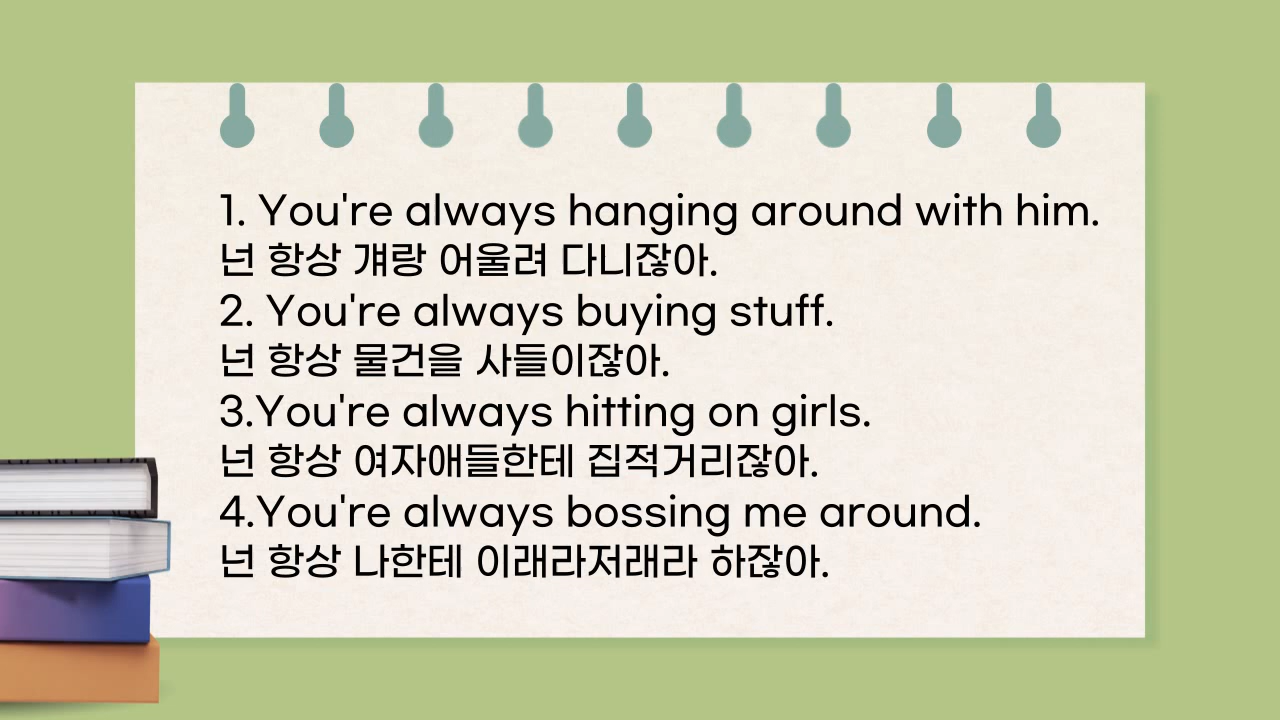 1. You're always hanging around with him.
넌 항상 걔랑 어울려 다니잖아.
2. You're always buying stuff.
넌 항상 물건을 사들이잖아.
3.You're always hitting on girls.
넌 항상 여자애들한테 집적거리잖아.
4.You're always bossing me around.
넌 항상 나한테 이래라저래라 하잖아.